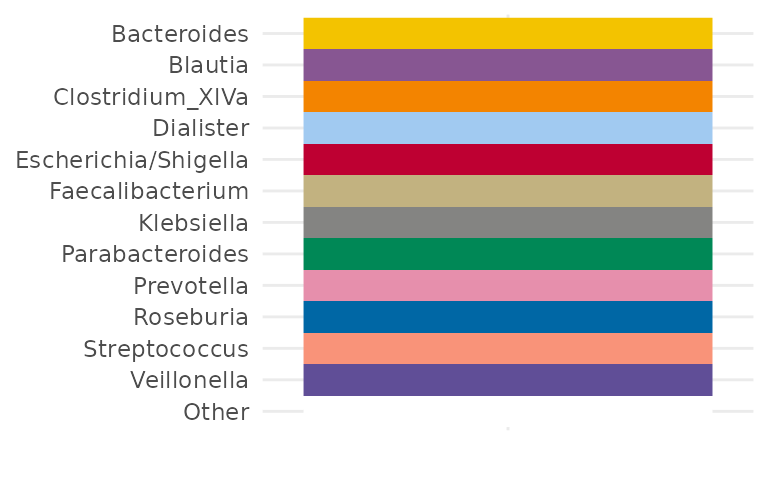 Bacteroides
Blautia
Clostridium_XIVa
Dialister
Escherichia/Shigella
Faecalibacterium
Klebsiella
Parabacteroides
Prevotella
Roseburia
Streptococcus
Veillonella
Other